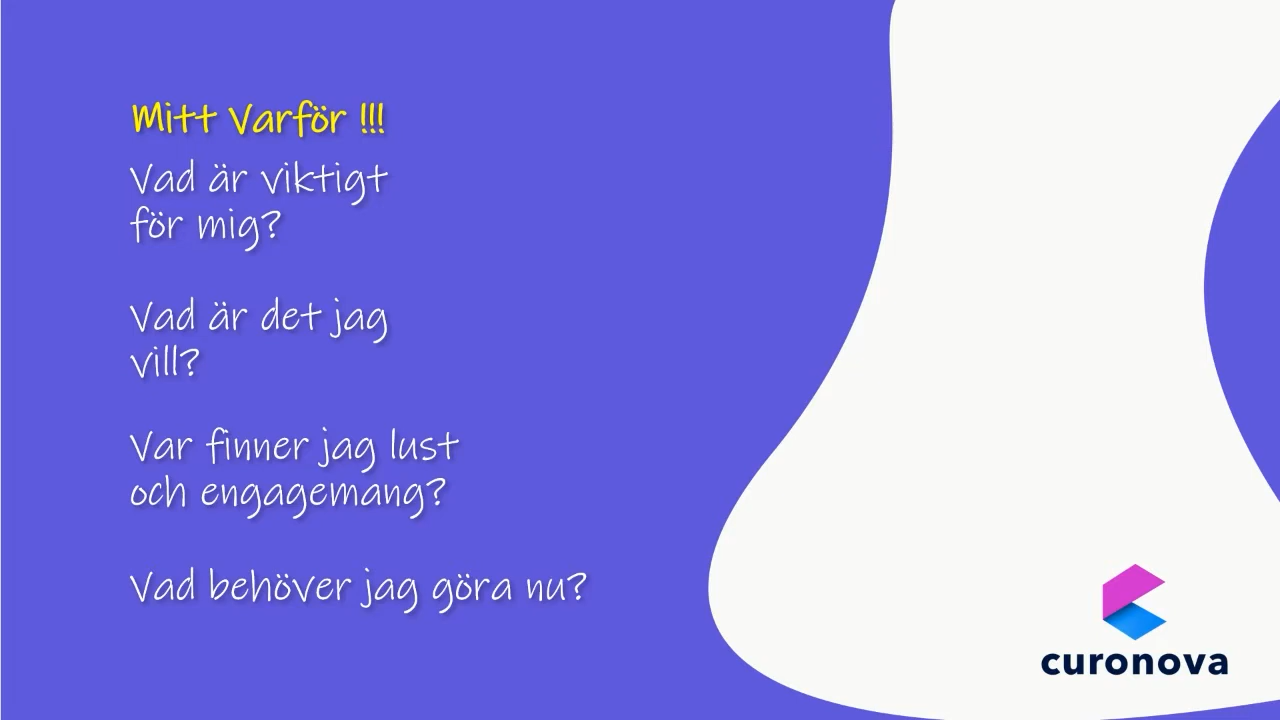 Mitt Varför !!!
Vad är viktigt
för mig?
Vad är det jag
vill?
Var finner jag lust
och engagemang?
Vad behöver jag göra nu?
curonova